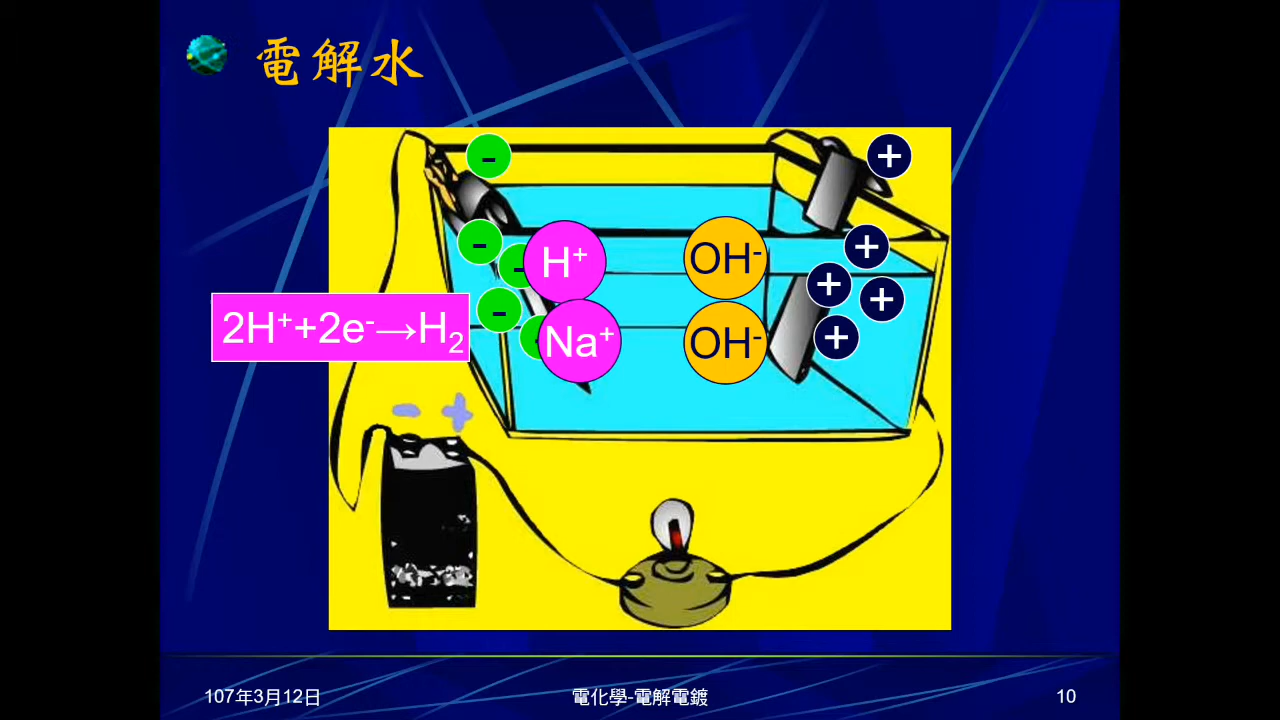 電解水
-
+
-
-
H⁺
OH⁻
+
+
+
-
2H⁺+2e⁻→H₂
-
Na⁺
OH⁻
+
- +
107年3月12日
電化學-電解電鍍
10